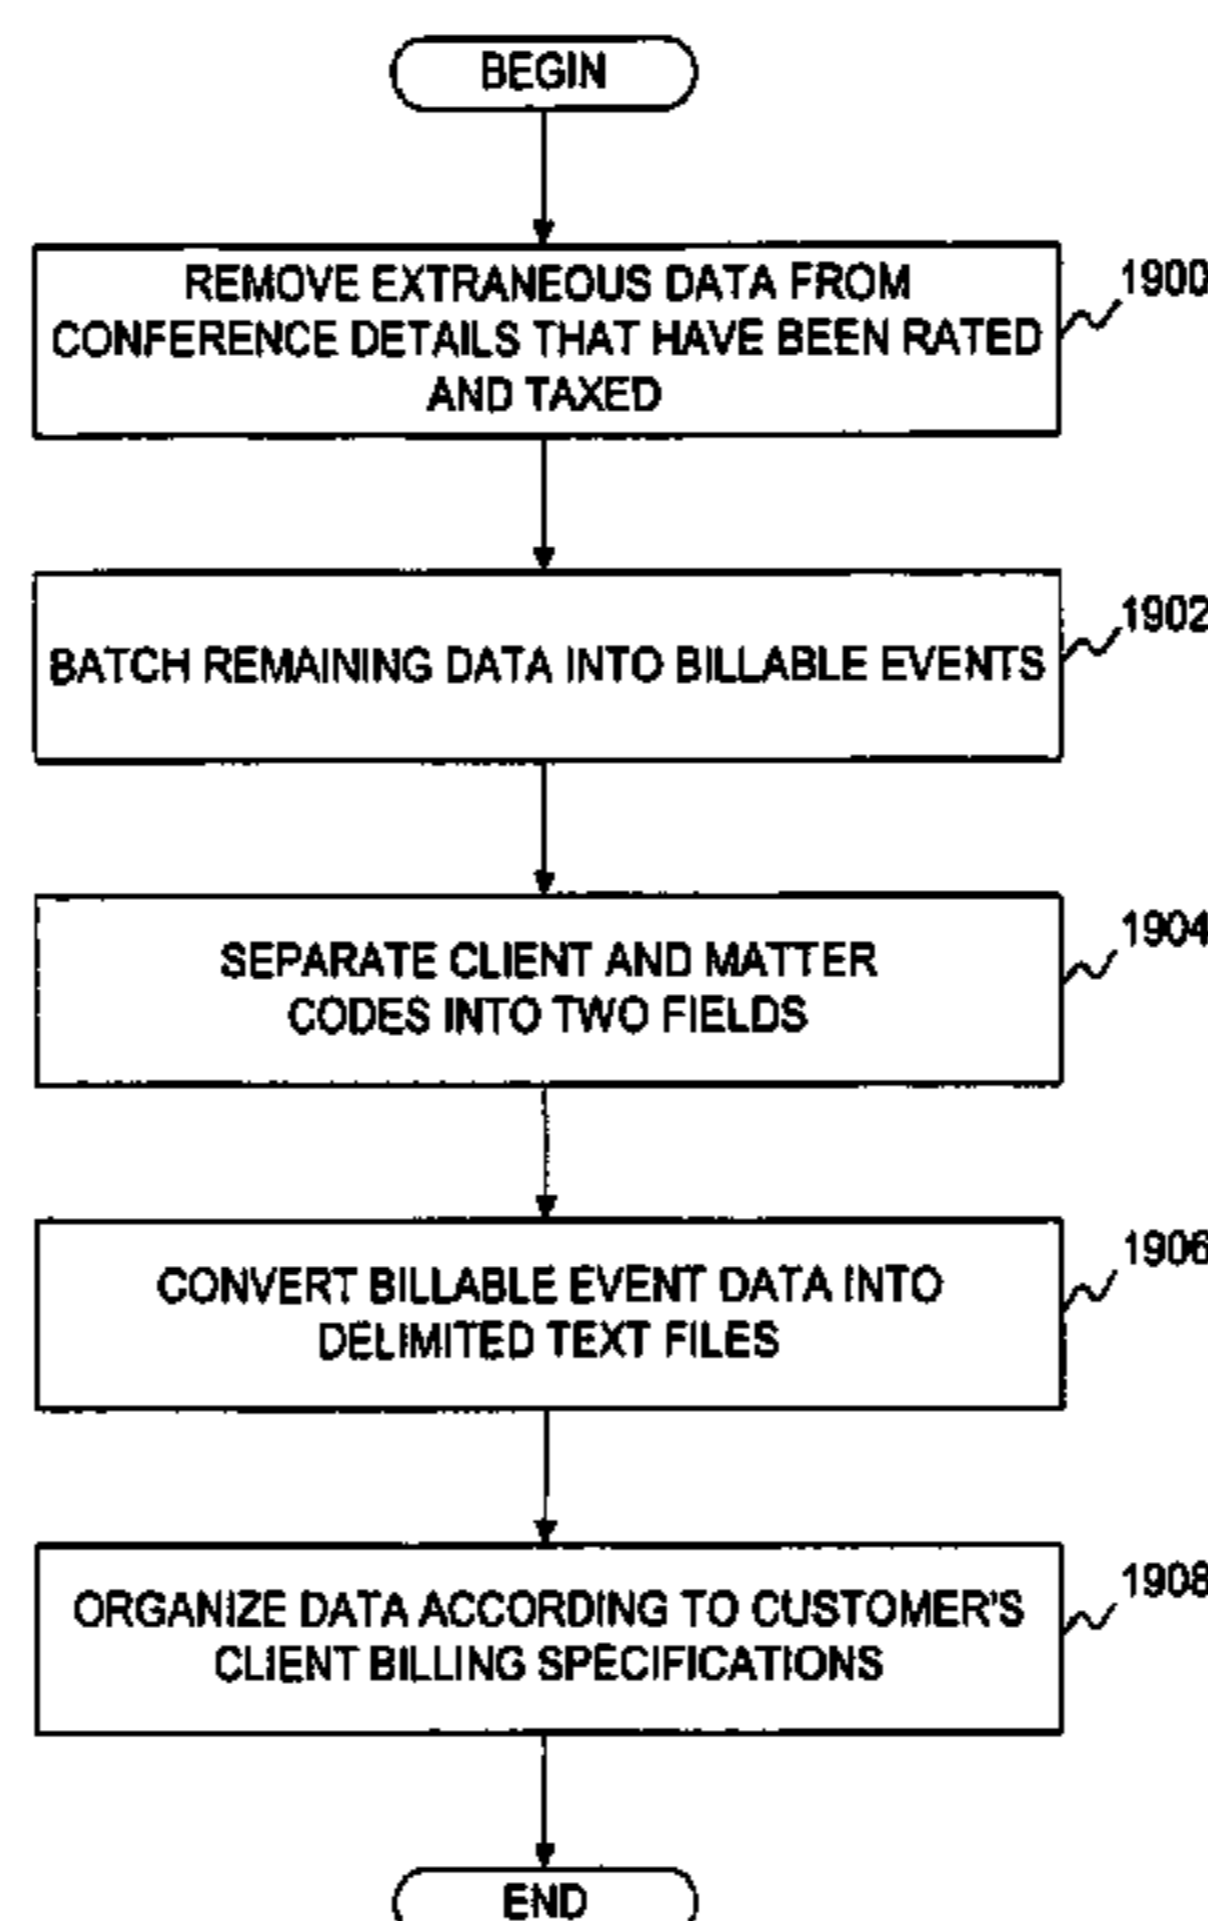 BEGIN
REMOVE EXTRANEOUS DATA FROM
CONFERENCE DETAILS THAT HAVE BEEN RATED
AND TAXED
1900
BATCH REMAINING DATA INTO BILLABLE EVENTS
1902
SEPARATE CLIENT AND MATTER
CODES INTO TWO FIELDS
1904
CONVERT BILLABLE EVENT DATA INTO
DELIMITED TEXT FILES
1906
ORGANIZE DATA ACCORDING TO CUSTOMER'S
CLIENT BILLING SPECIFICATIONS
1908
END